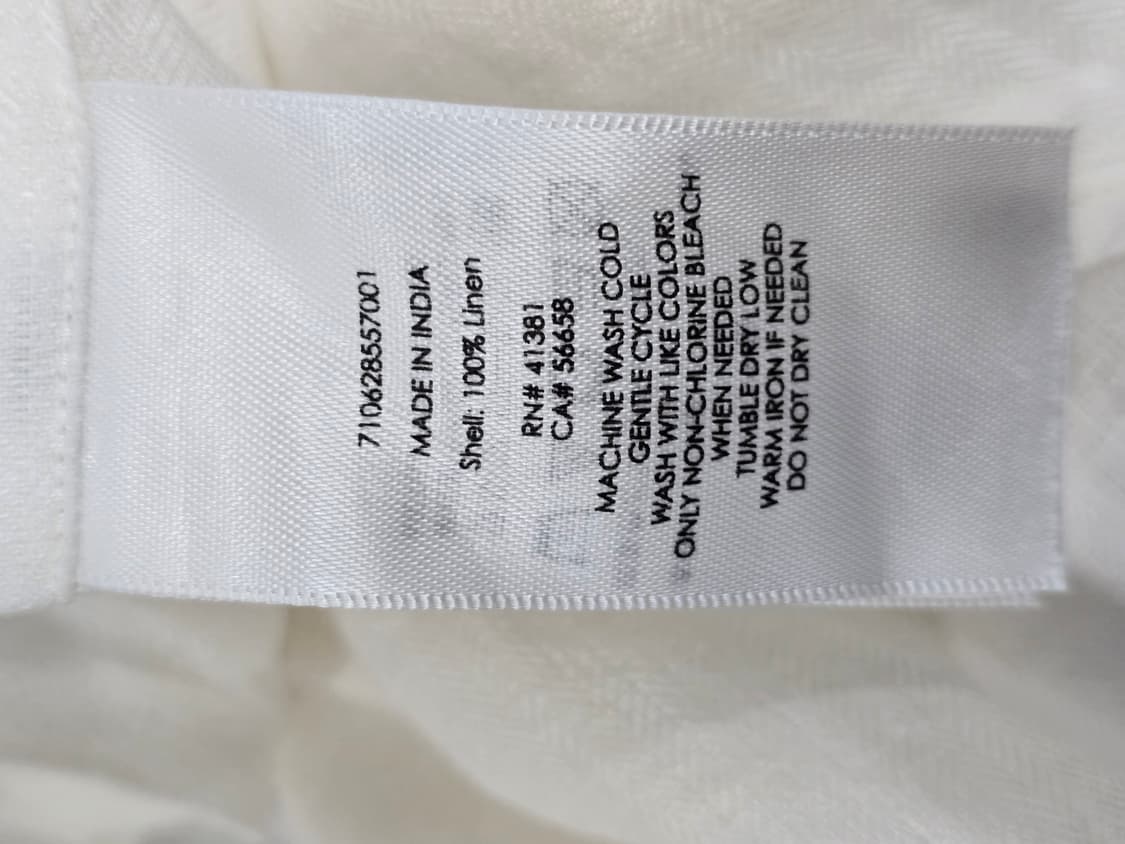 710628557001
MADE IN INDIA
Shell: 100% Linen
RN# 41381
CA# 56658
MACHINE WASH COLD
GENTLE CYCLE
WASH WITH LIKE COLORS
ONLY NON-CHLORINE BLEACH
WHEN NEEDED
TUMBLE DRY LOW
WARM IRON IF NEEDED
DO NOT DRY CLEAN